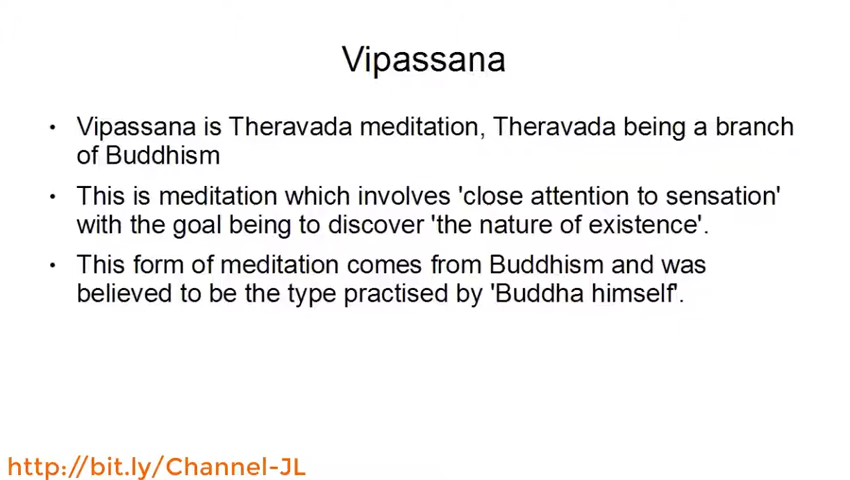 Vipassana
• Vipassana is Theravada meditation, Theravada being a branch
of Buddhism
• This is meditation which involves 'close attention to sensation'
with the goal being to discover 'the nature of existence'.
• This form of meditation comes from Buddhism and was
believed to be the type practised by 'Buddha himself'.
http://bit.ly/Channel-JL